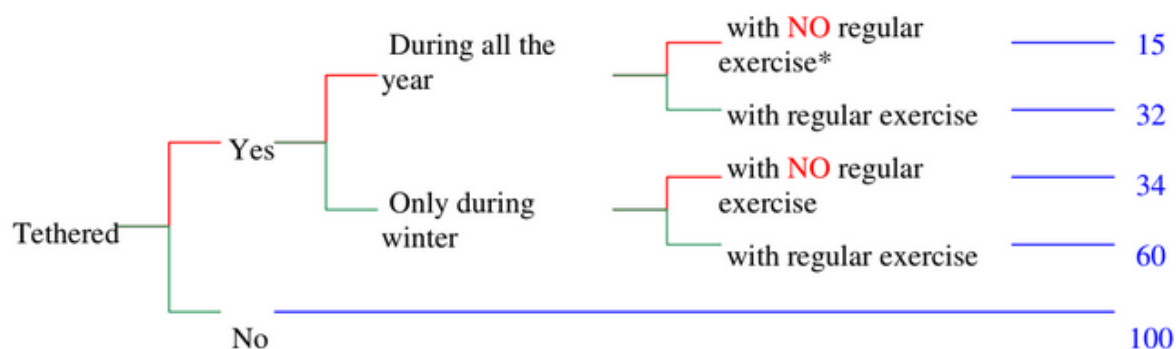 During all the
year
with NO regular
exercise*
15
with regular exercise
32
Yes
Only during
winter
with NO regular
exercise
34
with regular exercise
60
Tethered
No
100